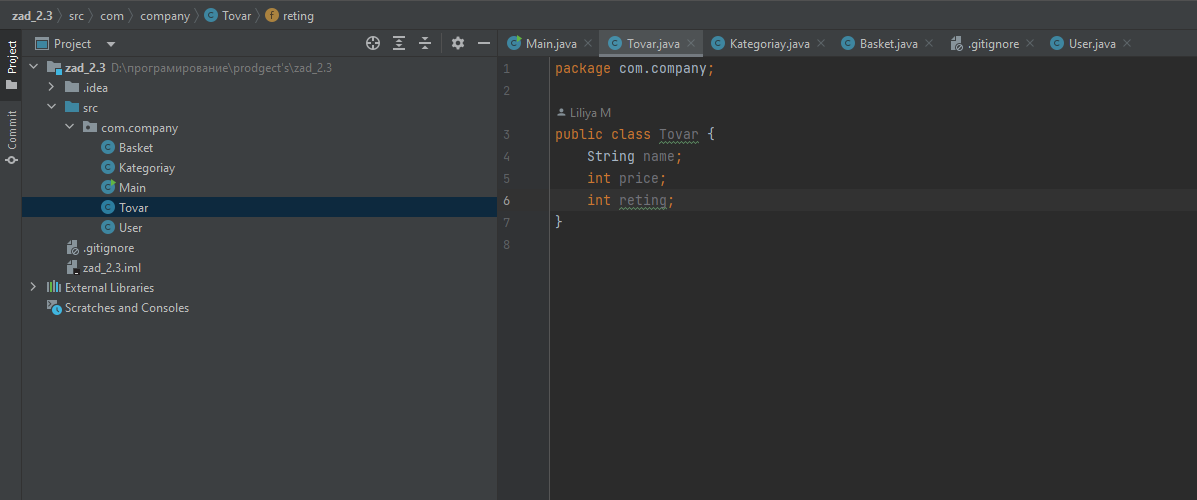 zad_2.3 src com company Tovar reting
Project
Commit
Project
zad_2.3 D:\програмирование\prodgect's\zad_2.3
.idea
src
com.company
Basket
Kategoriay
Main
Tovar
User
.gitignore
zad_2.3.iml
External Libraries
Scratches and Consoles
Main.java Tovar.java Kategoriay.java Basket.java .gitignore User.java
1 package com.company;
2
Liliya M
3 public class Tovar {
4 String name;
5 int price;
6 int reting;
7 }
8